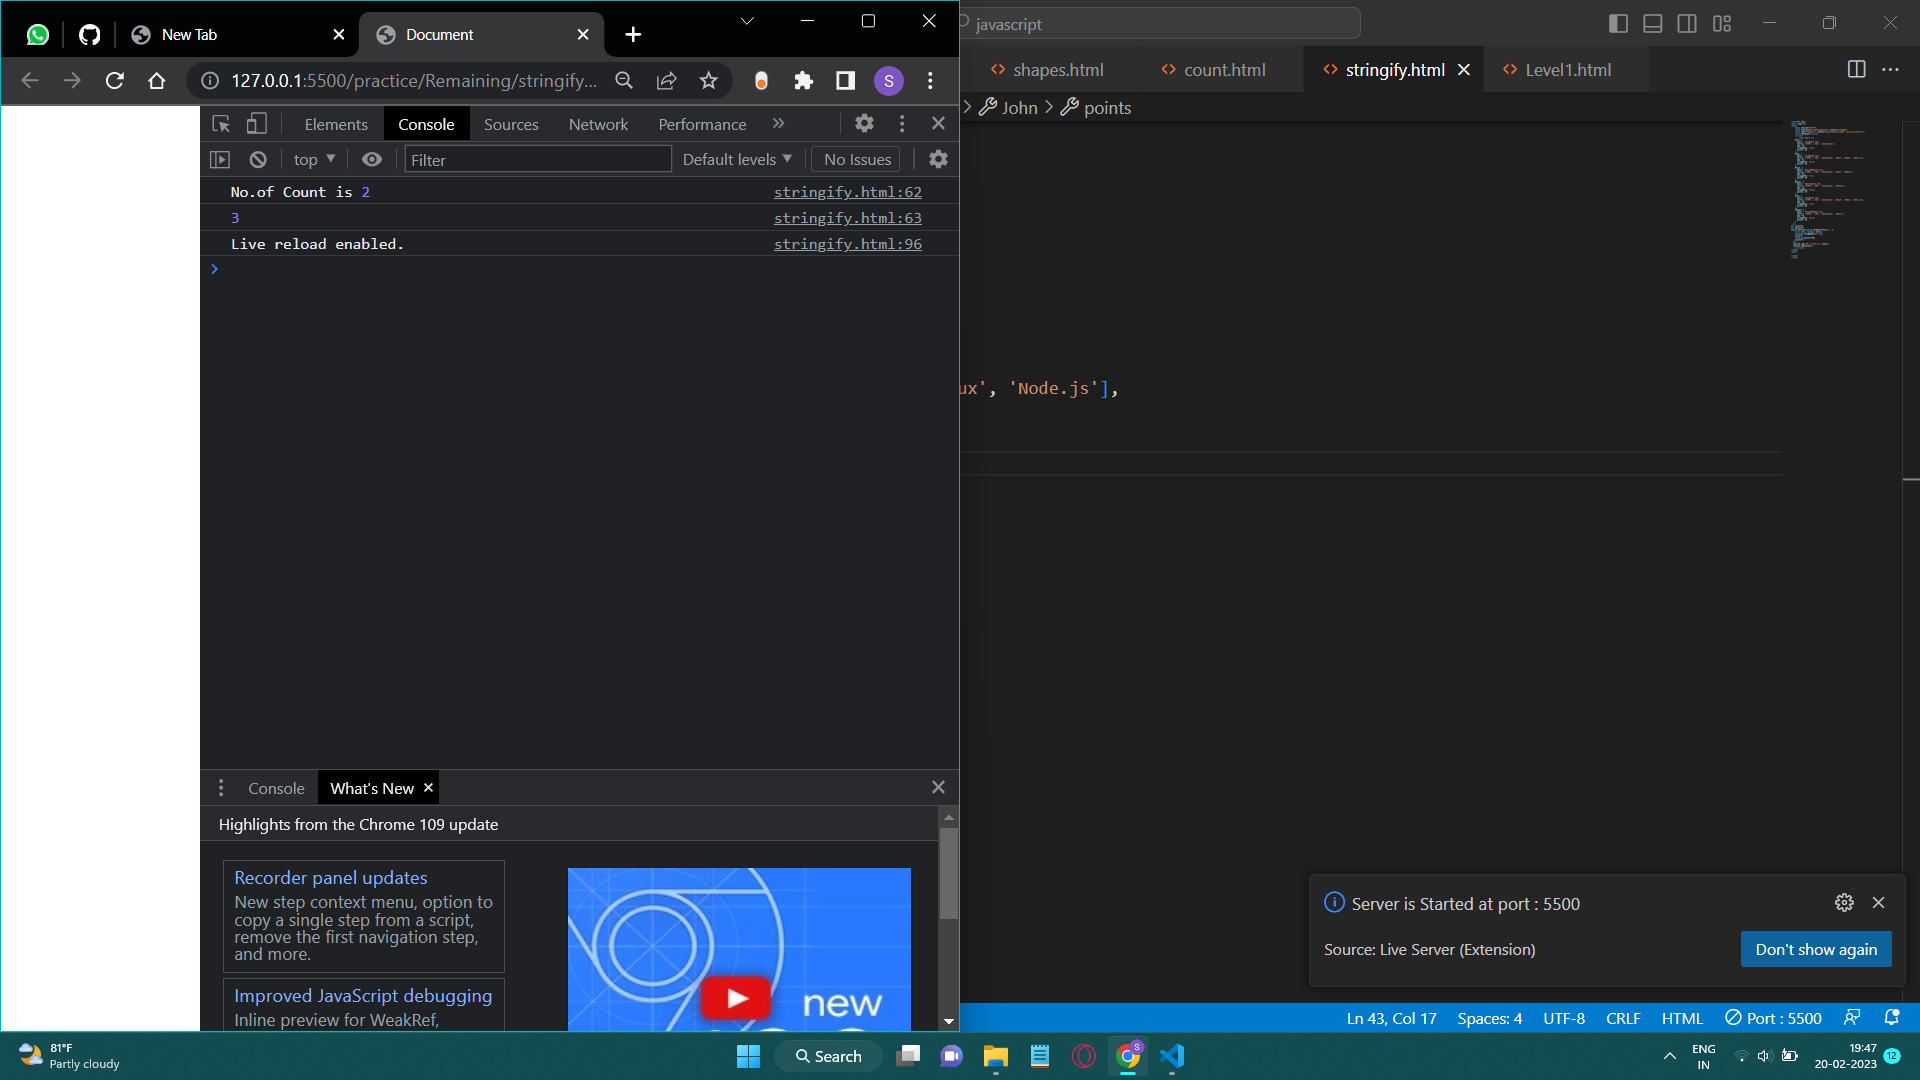 New Tab
Document
127.0.0.1:5500/practice/Remaining/stringify...
S
Elements
Console
Sources
Network
Performance
top
Filter
Default levels
No Issues
No.of Count is 2
stringify.html:62
3
stringify.html:63
Live reload enabled.
stringify.html:96
Console
What's New
Highlights from the Chrome 109 update
Recorder panel updates
New step context menu, option to
copy a single step from a script,
remove the first navigation step,
and more.
Improved JavaScript debugging
Inline preview for WeakRef,
new
javascript
shapes.html
count.html
stringify.html
Level1.html
John
points
ux', 'Node.js'],
Server is Started at port : 5500
Source: Live Server (Extension)
Don't show again
Ln 43, Col 17
Spaces: 4
UTF-8
CRLF
HTML
Port : 5500
81°F
Partly cloudy
Search
S
ENG
IN
19:47
20-02-2023
12